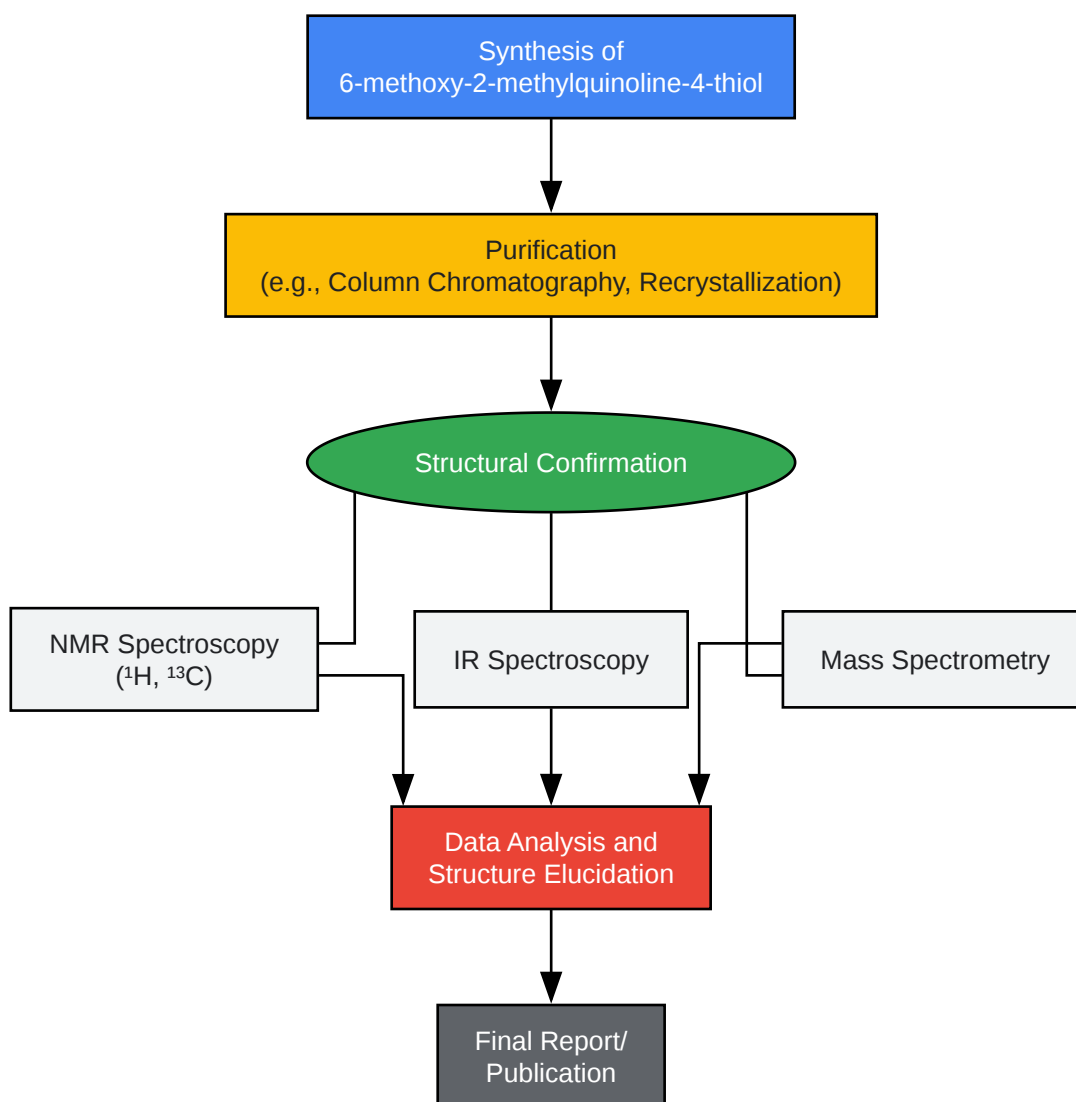 Synthesis of
6-methoxy-2-methylquinoline-4-thiol
Purification
(e.g., Column Chromatography, Recrystallization)
Structural Confirmation
NMR Spectroscopy
(¹H, ¹³C)
IR Spectroscopy
Mass Spectrometry
Data Analysis and
Structure Elucidation
Final Report/
Publication